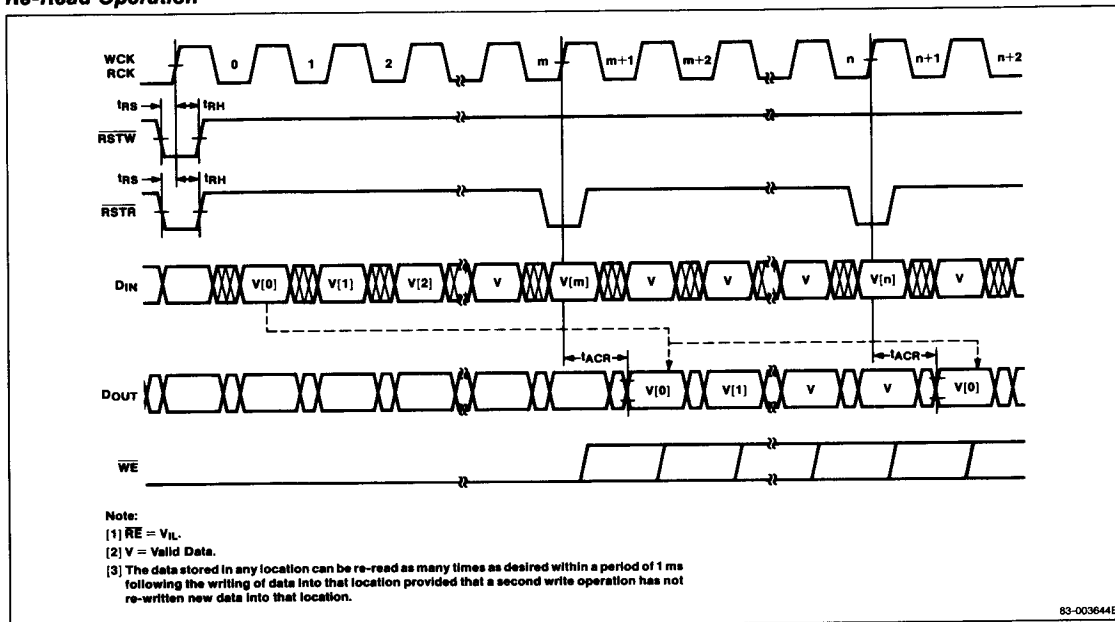 Re-Read Operation
WCK
RCK
0 1 2 m m+1 m+2 n n+1 n+2
tRS tRH
RSTW
tRS tRH
RSTR
DIN V[0] V[1] V[2] V V[m] V V V V[n] V
tACR tACR
DOUT V[0] V[1] V V V[0]
WE
Note:
[1] RE = VIL.
[2] V = Valid Data.
[3] The data stored in any location can be re-read as many times as desired within a period of 1 ms
following the writing of data into that location provided that a second write operation has not
re-written new data into that location.
83-003644E